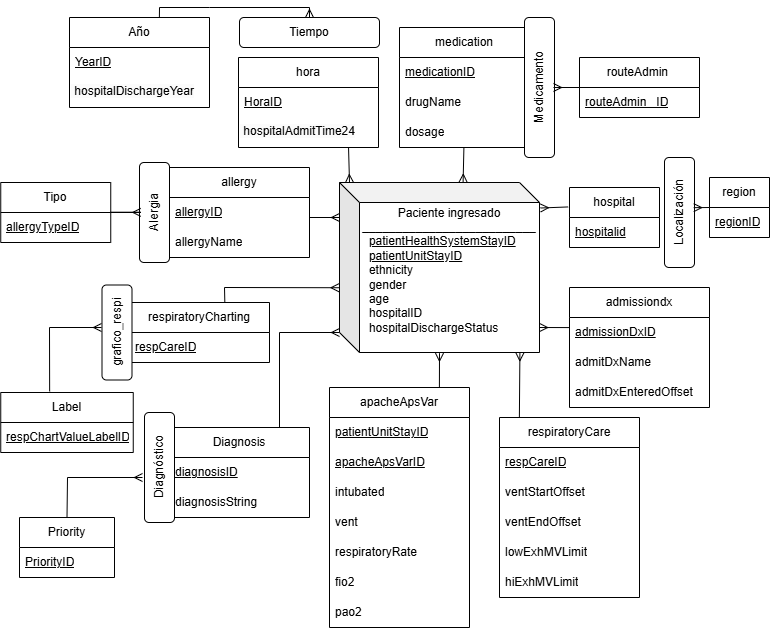 Año
YearID
hospitalDischargeYear
Tiempo
hora
HoraID
hospitalAdmitTime24
medication
medicationID
drugName
dosage
Medicamento
routeAdmin
routeAdmin_ID
Tipo
allergyTypeID
Alergia
allergy
allergyID
allergyName
Paciente ingresado
patientHealthSystemStayID
patientUnitStayID
ethnicity
gender
age
hospitalID
hospitalDischargeStatus
hospital
hospitalid
Localización
region
regionID
grafico_respi
respiratoryCharting
respCareID
admissiondx
admissionDxID
admitDxName
admitDxEnteredOffset
Label
respChartValueLabelID
Diagnóstico
Diagnosis
diagnosisID
diagnosisString
Priority
PriorityID
apacheApsVar
patientUnitStayID
apacheApsVarID
intubated
vent
respiratoryRate
fio2
pao2
respiratoryCare
respCareID
ventStartOffset
ventEndOffset
lowExhMVLimit
hiExhMVLimit